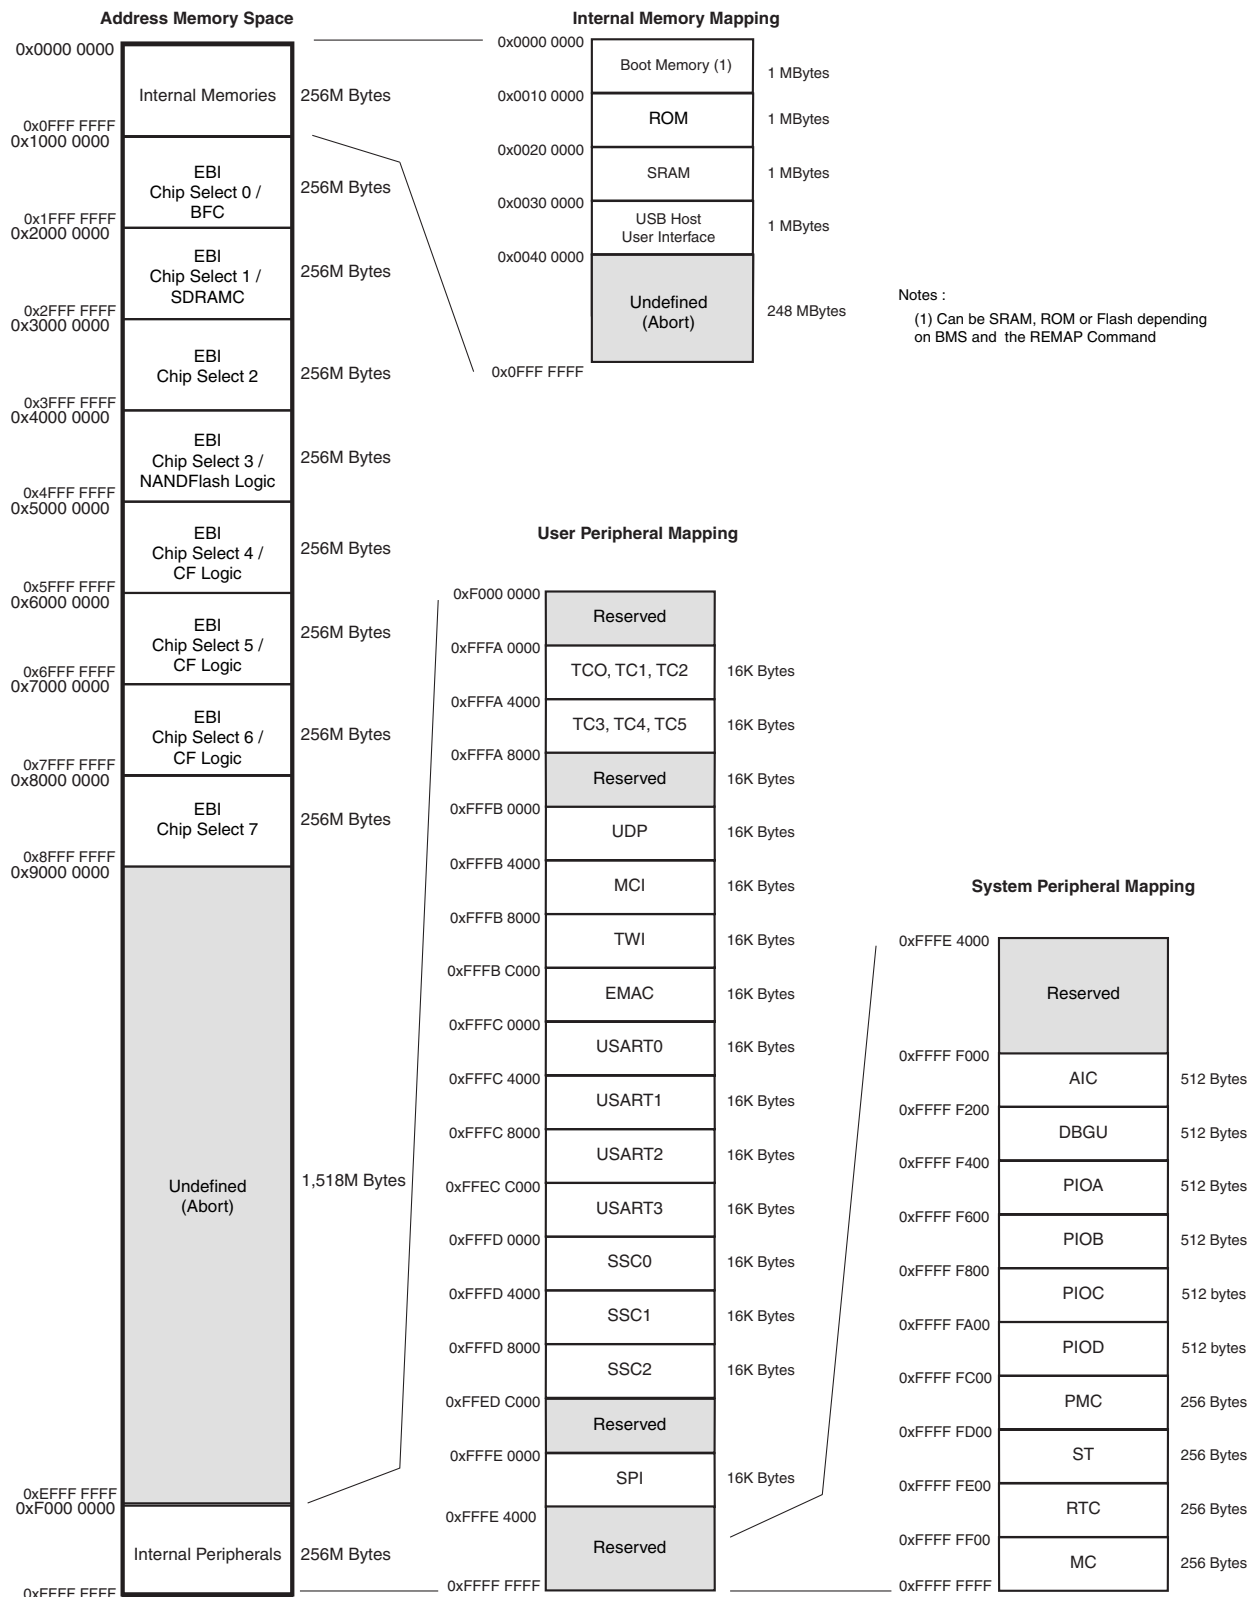 Address Memory Space
0x0000 0000
Internal Memories
256M Bytes
0x0FFF FFFF
0x1000 0000
EBI
Chip Select 0 /
BFC
256M Bytes
0x1FFF FFFF
0x2000 0000
EBI
Chip Select 1 /
SDRAMC
256M Bytes
0x2FFF FFFF
0x3000 0000
EBI
Chip Select 2
256M Bytes
0x3FFF FFFF
0x4000 0000
EBI
Chip Select 3 /
NANDFlash Logic
256M Bytes
0x4FFF FFFF
0x5000 0000
EBI
Chip Select 4 /
CF Logic
256M Bytes
0x5FFF FFFF
0x6000 0000
EBI
Chip Select 5 /
CF Logic
256M Bytes
0x6FFF FFFF
0x7000 0000
EBI
Chip Select 6 /
CF Logic
256M Bytes
0x7FFF FFFF
0x8000 0000
EBI
Chip Select 7
256M Bytes
0x8FFF FFFF
0x9000 0000
Undefined
(Abort)
1,518M Bytes
0xEFFF FFFF
0xF000 0000
Internal Peripherals
256M Bytes
0xFFFF FFFF
Internal Memory Mapping
0x0000 0000
Boot Memory (1)
1 MBytes
0x0010 0000
ROM
1 MBytes
0x0020 0000
SRAM
1 MBytes
0x0030 0000
USB Host
User Interface
1 MBytes
0x0040 0000
Undefined
(Abort)
248 MBytes
0x0FFF FFFF
Notes :
(1) Can be SRAM, ROM or Flash depending
on BMS and the REMAP Command
User Peripheral Mapping
0xF000 0000
Reserved
0xFFFA 0000
TCO, TC1, TC2
16K Bytes
0xFFFA 4000
TC3, TC4, TC5
16K Bytes
0xFFFA 8000
Reserved
16K Bytes
0xFFFB 0000
UDP
16K Bytes
0xFFFB 4000
MCI
16K Bytes
0xFFFB 8000
TWI
16K Bytes
0xFFFB C000
EMAC
16K Bytes
0xFFFC 0000
USART0
16K Bytes
0xFFFC 4000
USART1
16K Bytes
0xFFFC 8000
USART2
16K Bytes
0xFFEC C000
USART3
16K Bytes
0xFFFD 0000
SSC0
16K Bytes
0xFFFD 4000
SSC1
16K Bytes
0xFFFD 8000
SSC2
16K Bytes
0xFFED C000
Reserved
0xFFFE 0000
SPI
16K Bytes
0xFFFE 4000
Reserved
0xFFFF FFFF
System Peripheral Mapping
0xFFFE 4000
Reserved
0xFFFF F000
AIC
512 Bytes
0xFFFF F200
DBGU
512 Bytes
0xFFFF F400
PIOA
512 Bytes
0xFFFF F600
PIOB
512 Bytes
0xFFFF F800
PIOC
512 bytes
0xFFFF FA00
PIOD
512 bytes
0xFFFF FC00
PMC
256 Bytes
0xFFFF FD00
ST
256 Bytes
0xFFFF FE00
RTC
256 Bytes
0xFFFF FF00
MC
256 Bytes
0xFFFF FFFF